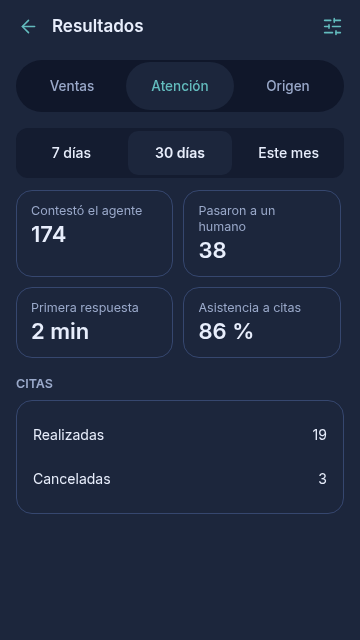 Resultados
Ventas
Atención
Origen
7 días
30 días
Este mes
Contestó el agente
174
Pasaron a un
humano
38
Primera respuesta
2 min
Asistencia a citas
86 %
CITAS
Realizadas
19
Canceladas
3